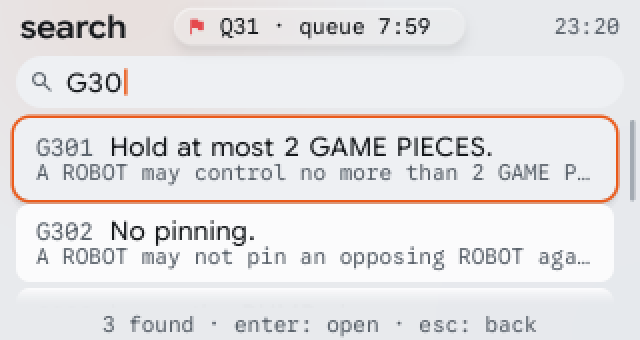 search
Q31 · queue 7:59
23:20
G30
G301 Hold at most 2 GAME PIECES.
A ROBOT may control no more than 2 GAME P…
G302 No pinning.
A ROBOT may not pin an opposing ROBOT aga…
3 found · enter: open · esc: back